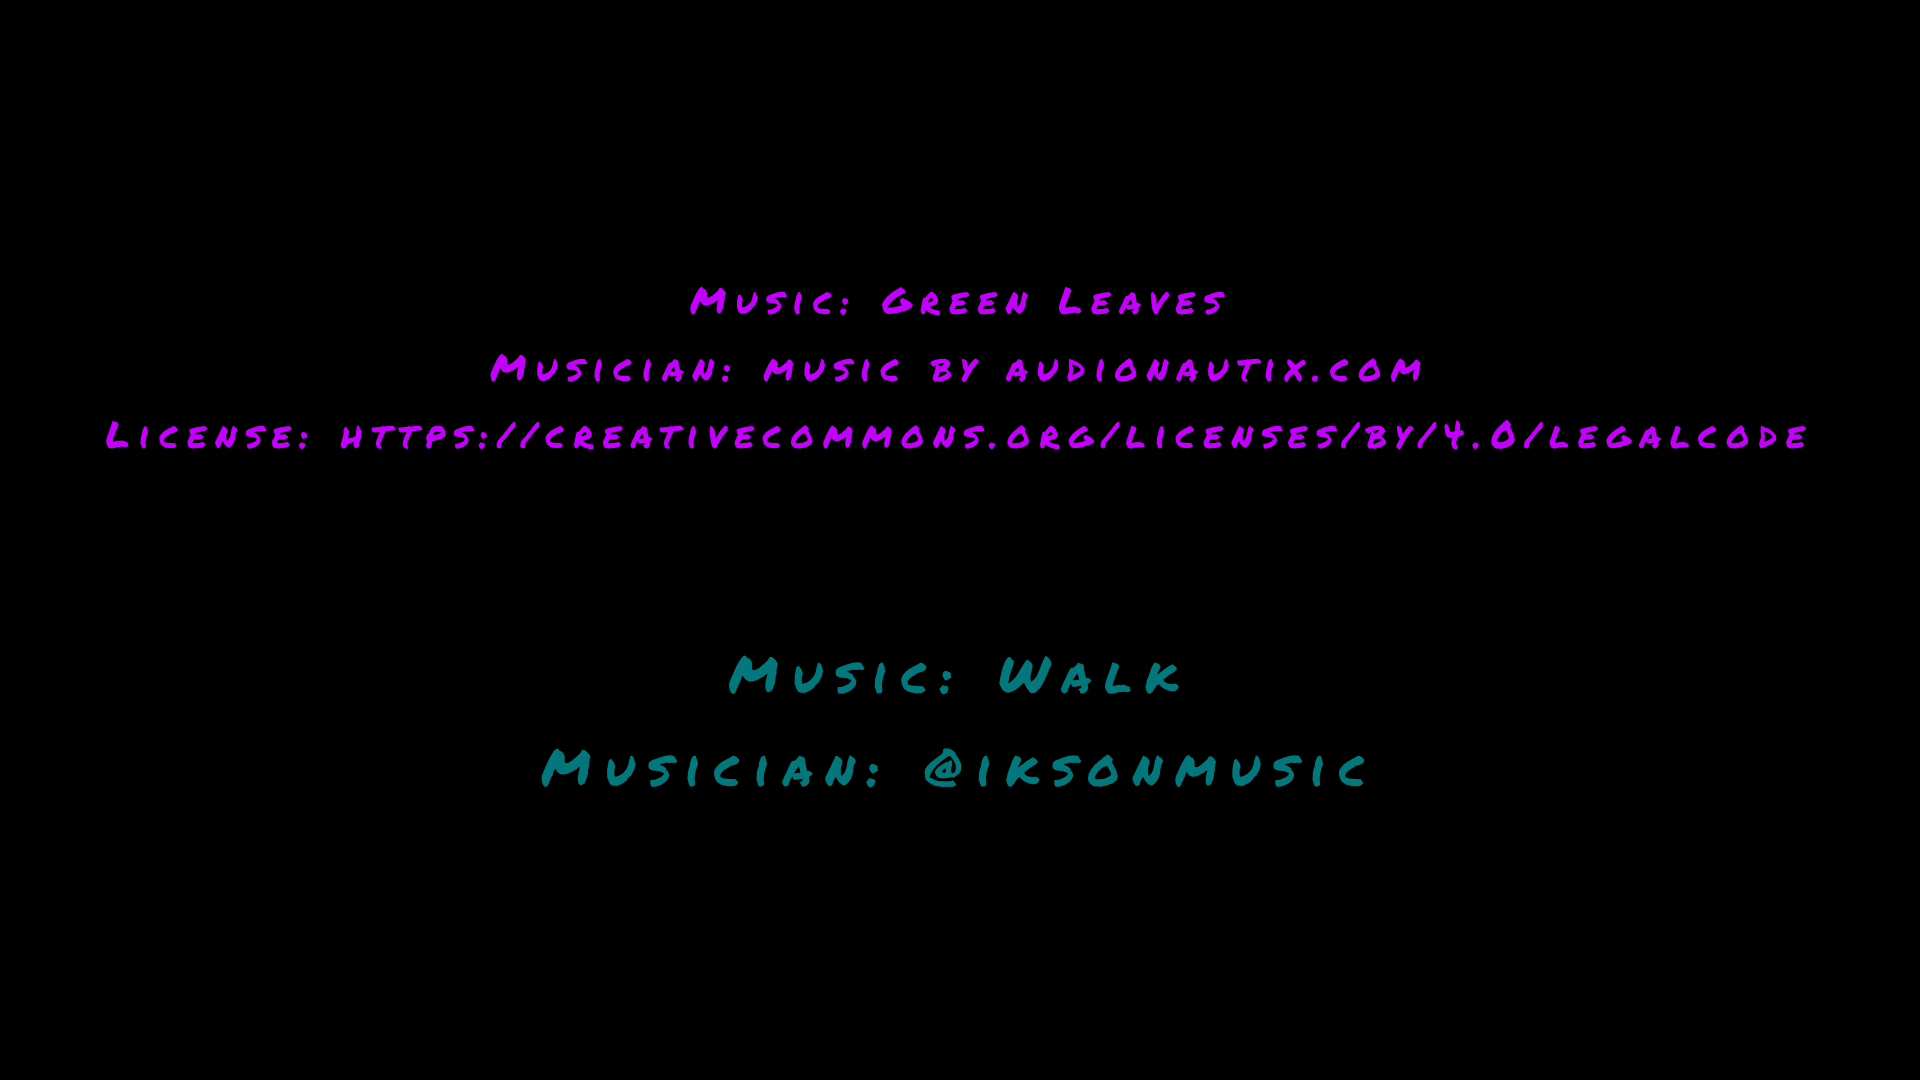 Music: Green Leaves
Musician: music by audionautix.com
License: https://creativecommons.org/licenses/by/4.0/legalcode
Music: Walk
Musician: @iksonmusic